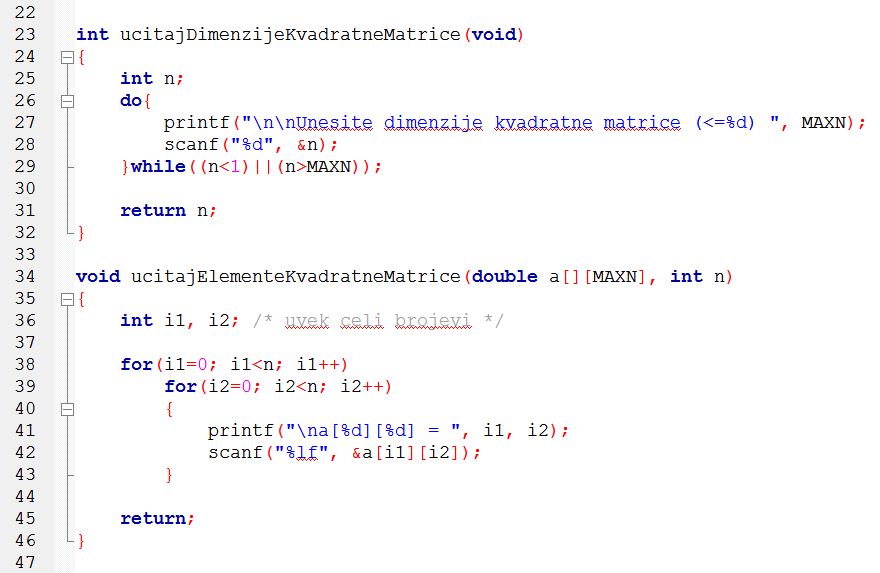 22
23 int ucitajDimenzijeKvadratneMatrice(void)
24 {
25 int n;
26 do{
27 printf("\n\nUnesite dimenzije kvadratne matrice (<=%d) ", MAXN);
28 scanf("%d", &n);
29 }while((n<1)||(n>MAXN));
30
31 return n;
32 }
33
34 void ucitajElementeKvadratneMatrice(double a[][MAXN], int n)
35 {
36 int i1, i2; /* uvek celi brojevi */
37
38 for(i1=0; i1<n; i1++)
39 for(i2=0; i2<n; i2++)
40 {
41 printf("\na[%d][%d] = ", i1, i2);
42 scanf("%lf", &a[i1][i2]);
43 }
44
45 return;
46 }
47